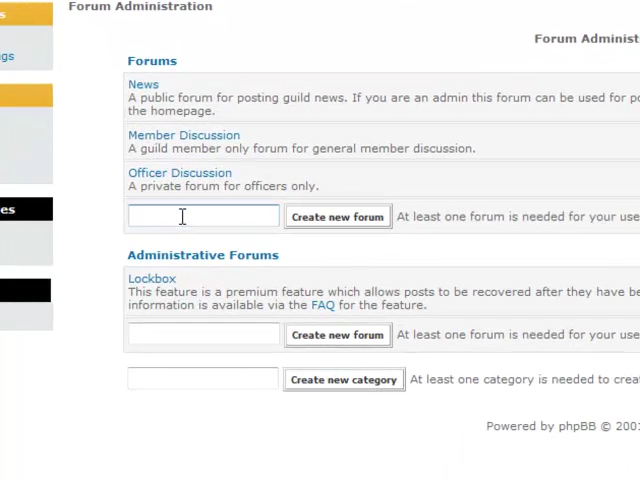 Forum Administration
s
Forum Administ
gs
Forums
News
A public forum for posting guild news. If you are an admin this forum can be used for po
the homepage.
Member Discussion
A guild member only forum for general member discussion.
Officer Discussion
A private forum for officers only.
es
Create new forum At least one forum is needed for your use
Administrative Forums
Lockbox
This feature is a premium feature which allows posts to be recovered after they have be
information is available via the FAQ for the feature.
Create new forum At least one forum is needed for your use
Create new category At least one category is needed to crea
Powered by phpBB © 2001